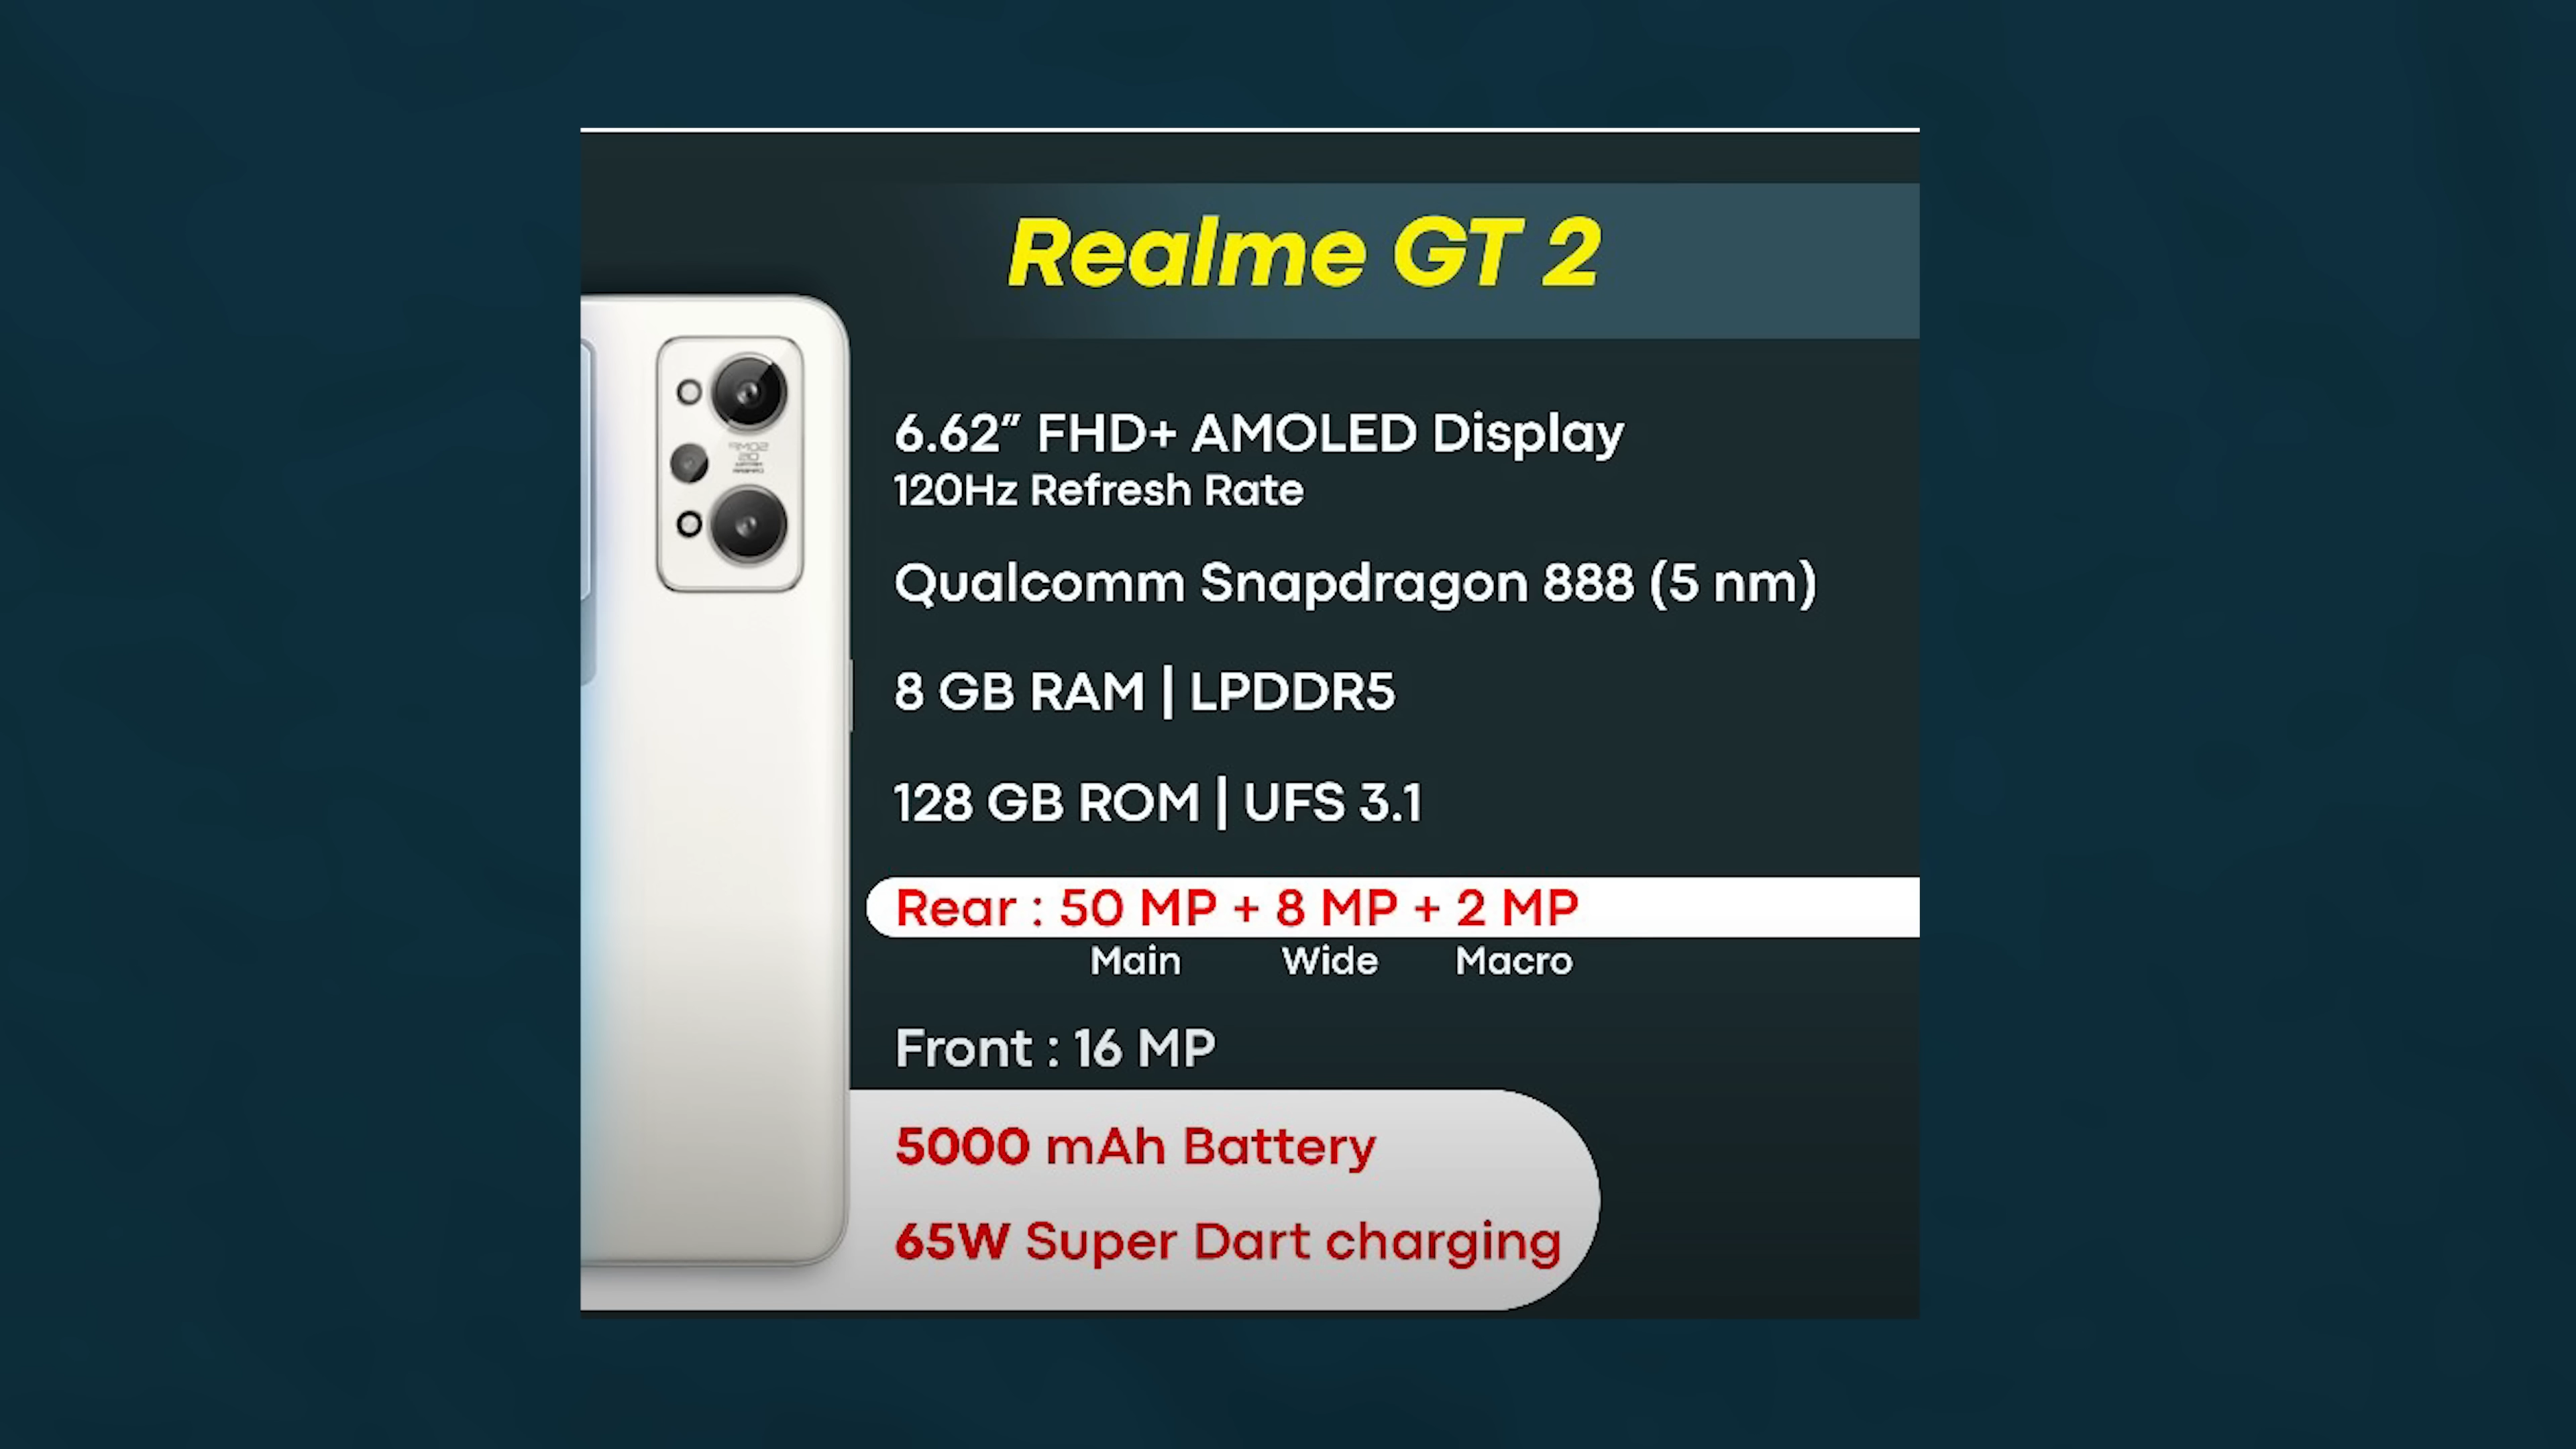 Realme GT 2
6.62” FHD+ AMOLED Display
120Hz Refresh Rate
Qualcomm Snapdragon 888 (5 nm)
8 GB RAM | LPDDR5
128 GB ROM | UFS 3.1
Rear : 50 MP + 8 MP + 2 MP
Main Wide Macro
Front : 16 MP
5000 mAh Battery
65W Super Dart charging